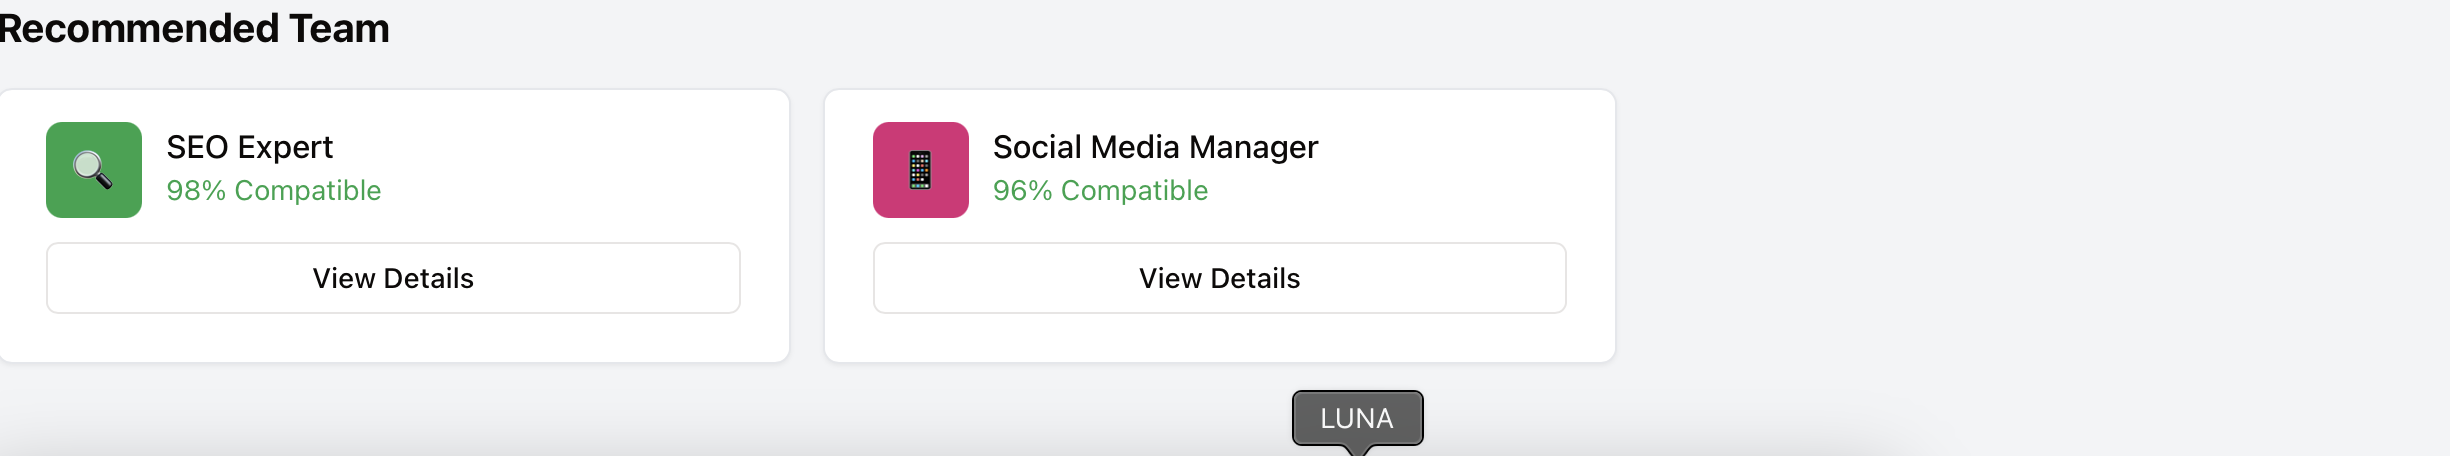 Recommended Team
SEO Expert
98% Compatible
View Details
Social Media Manager
96% Compatible
View Details
LUNA